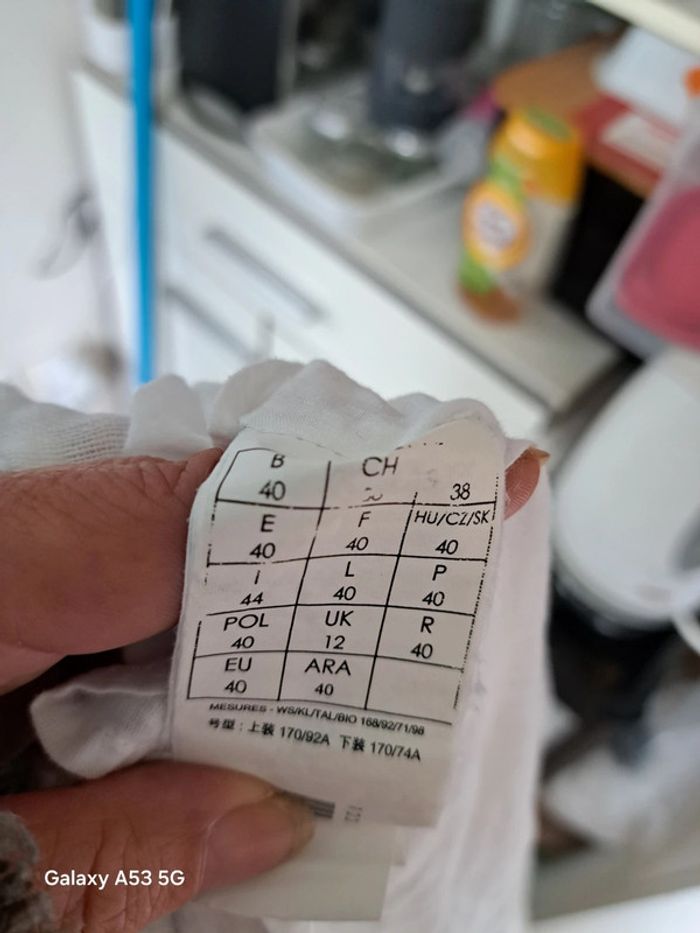 B CH
40 38
E F HU/CZ/SK
40 40 40
I L P
44 40 40
POL UK R
40 12 40
EU ARA
40 40
MESURES - WS/KL/TAL/BIO 168/92/71/98
号型：上装 170/92A 下装 170/74A
Galaxy A53 5G